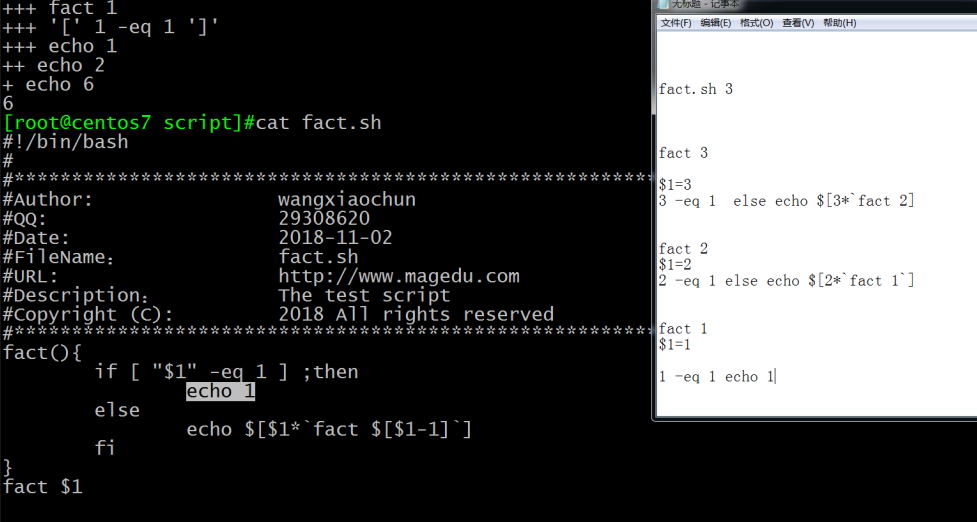 +++ fact 1
+++ '[' 1 -eq 1 ']'
+++ echo 1
++ echo 2
+ echo 6
6
[root@centos7 script]#cat fact.sh
#!/bin/bash
#
#********************************************************
#Author: wangxiaochun
#QQ: 29308620
#Date: 2018-11-02
#FileName： fact.sh
#URL: http://www.magedu.com
#Description： The test script
#Copyright (C): 2018 All rights reserved
#********************************************************
fact(){
if [ "$1" -eq 1 ] ;then
echo 1
else
echo $[$1*`fact $[$1-1]`]
fi
}
fact $1
无标题 - 记事本
文件(F) 编辑(E) 格式(O) 查看(V) 帮助(H)
fact.sh 3
fact 3
$1=3
3 -eq 1  else echo $[3*`fact 2]
fact 2
$1=2
2 -eq 1 else echo $[2*`fact 1`]
fact 1
$1=1
1 -eq 1 echo 1